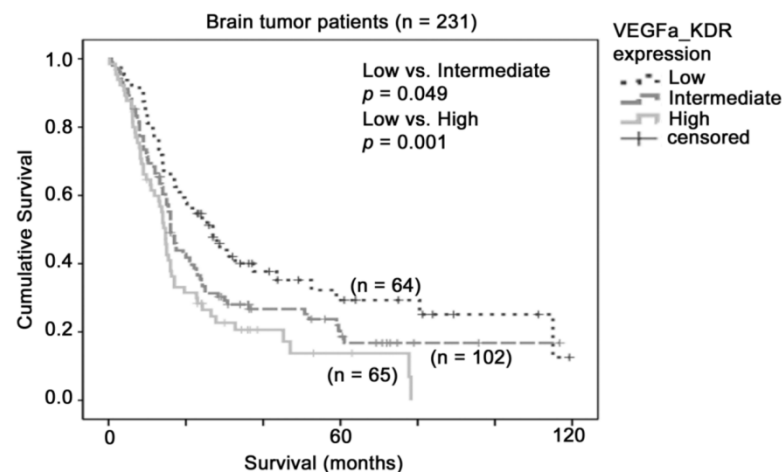 Brain tumor patients (n = 231)
VEGFa_KDR
expression
Low
Intermediate
High
censored
Low vs. Intermediate
p = 0.049
Low vs. High
p = 0.001
Cumulative Survival
1.0
0.8
0.6
0.4
0.2
0.0
(n = 64)
(n = 102)
(n = 65)
0
60
120
Survival (months)